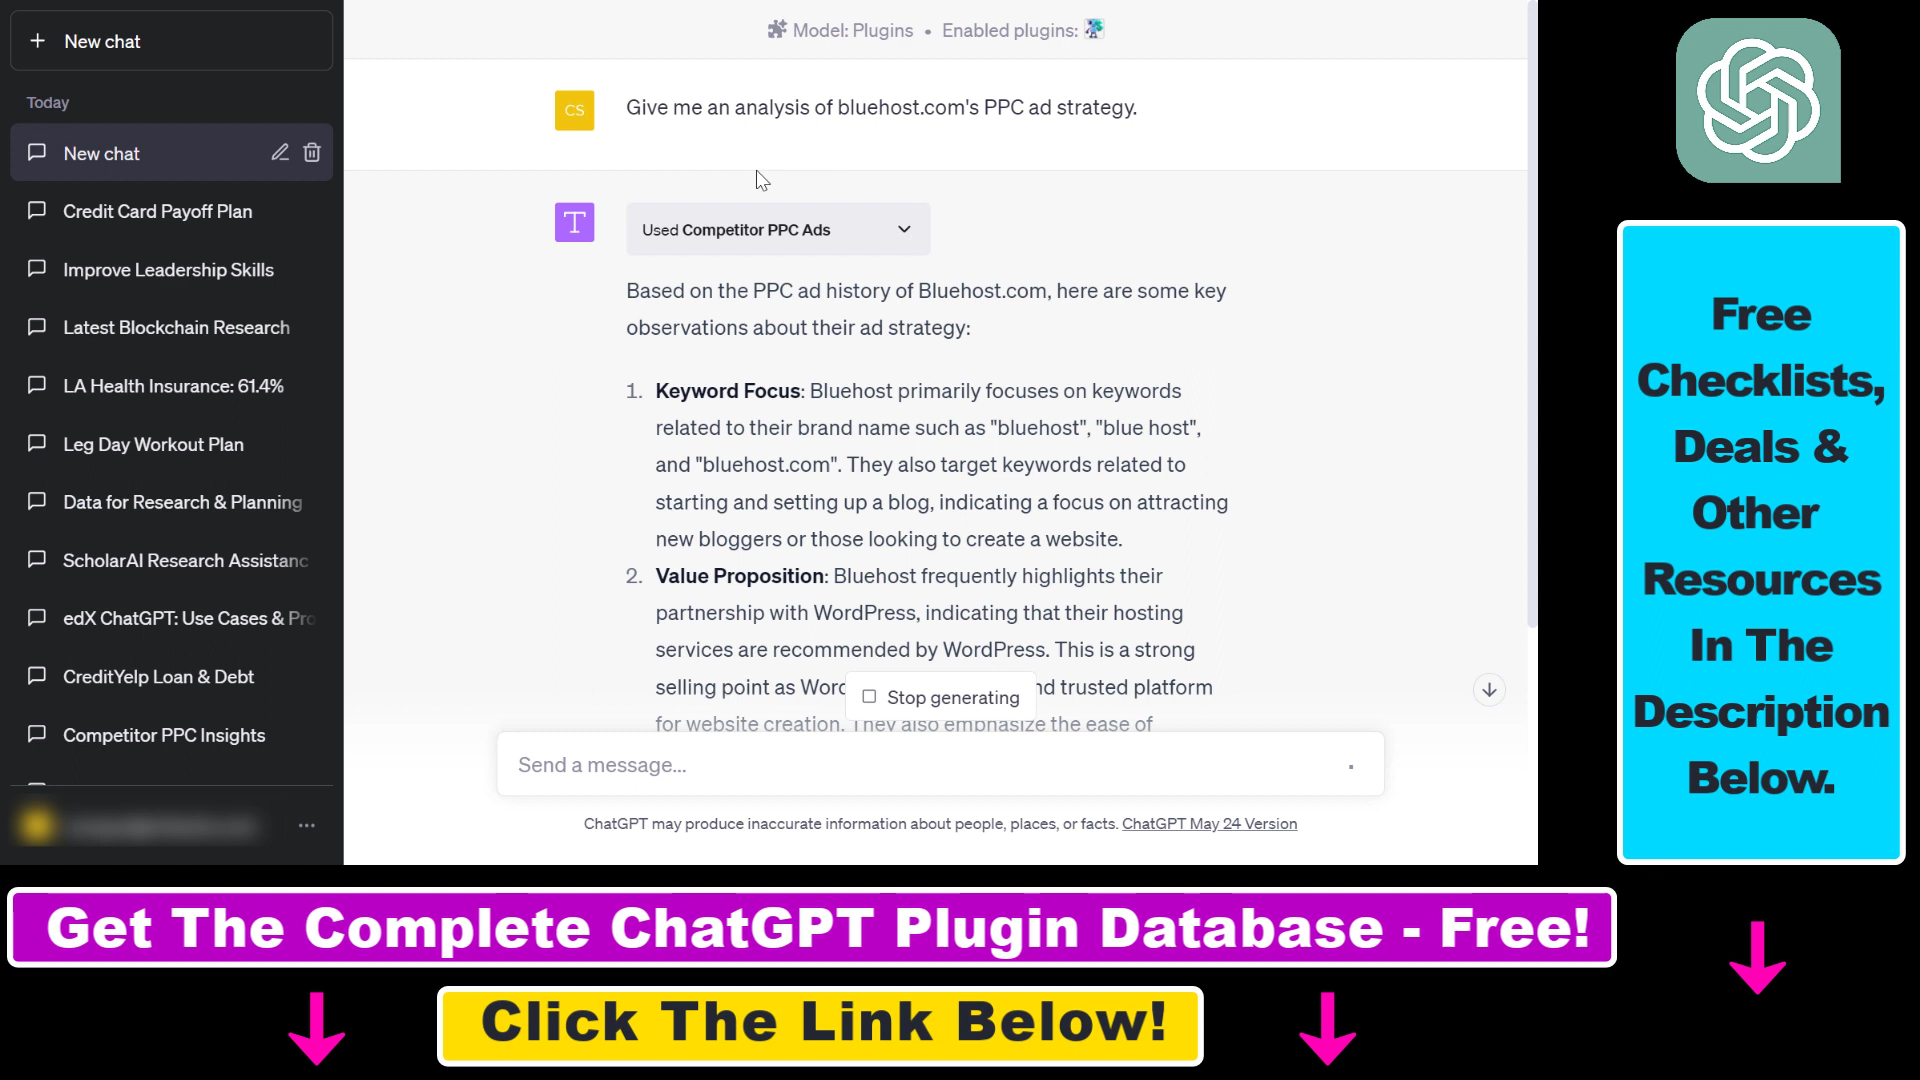 New chat
Today
New chat
Credit Card Payoff Plan
Improve Leadership Skills
Latest Blockchain Research
LA Health Insurance: 61.4%
Leg Day Workout Plan
Data for Research & Planning
ScholarAI Research Assistanc
edX ChatGPT: Use Cases & Pro
CreditYelp Loan & Debt
Competitor PPC Insights
Model: Plugins • Enabled plugins:
CS
Give me an analysis of bluehost.com's PPC ad strategy.
T
Used Competitor PPC Ads
Based on the PPC ad history of Bluehost.com, here are some key
observations about their ad strategy:
1. Keyword Focus: Bluehost primarily focuses on keywords
related to their brand name such as "bluehost", "blue host",
and "bluehost.com". They also target keywords related to
starting and setting up a blog, indicating a focus on attracting
new bloggers or those looking to create a website.
2. Value Proposition: Bluehost frequently highlights their
partnership with WordPress, indicating that their hosting
services are recommended by WordPress. This is a strong
selling point as Word nd trusted platform
Stop generating
for website creation. They also emphasize the ease of
Send a message...
ChatGPT may produce inaccurate information about people, places, or facts. ChatGPT May 24 Version
Free
Checklists,
Deals &
Other
Resources
In The
Description
Below.
Get The Complete ChatGPT Plugin Database - Free!
Click The Link Below!